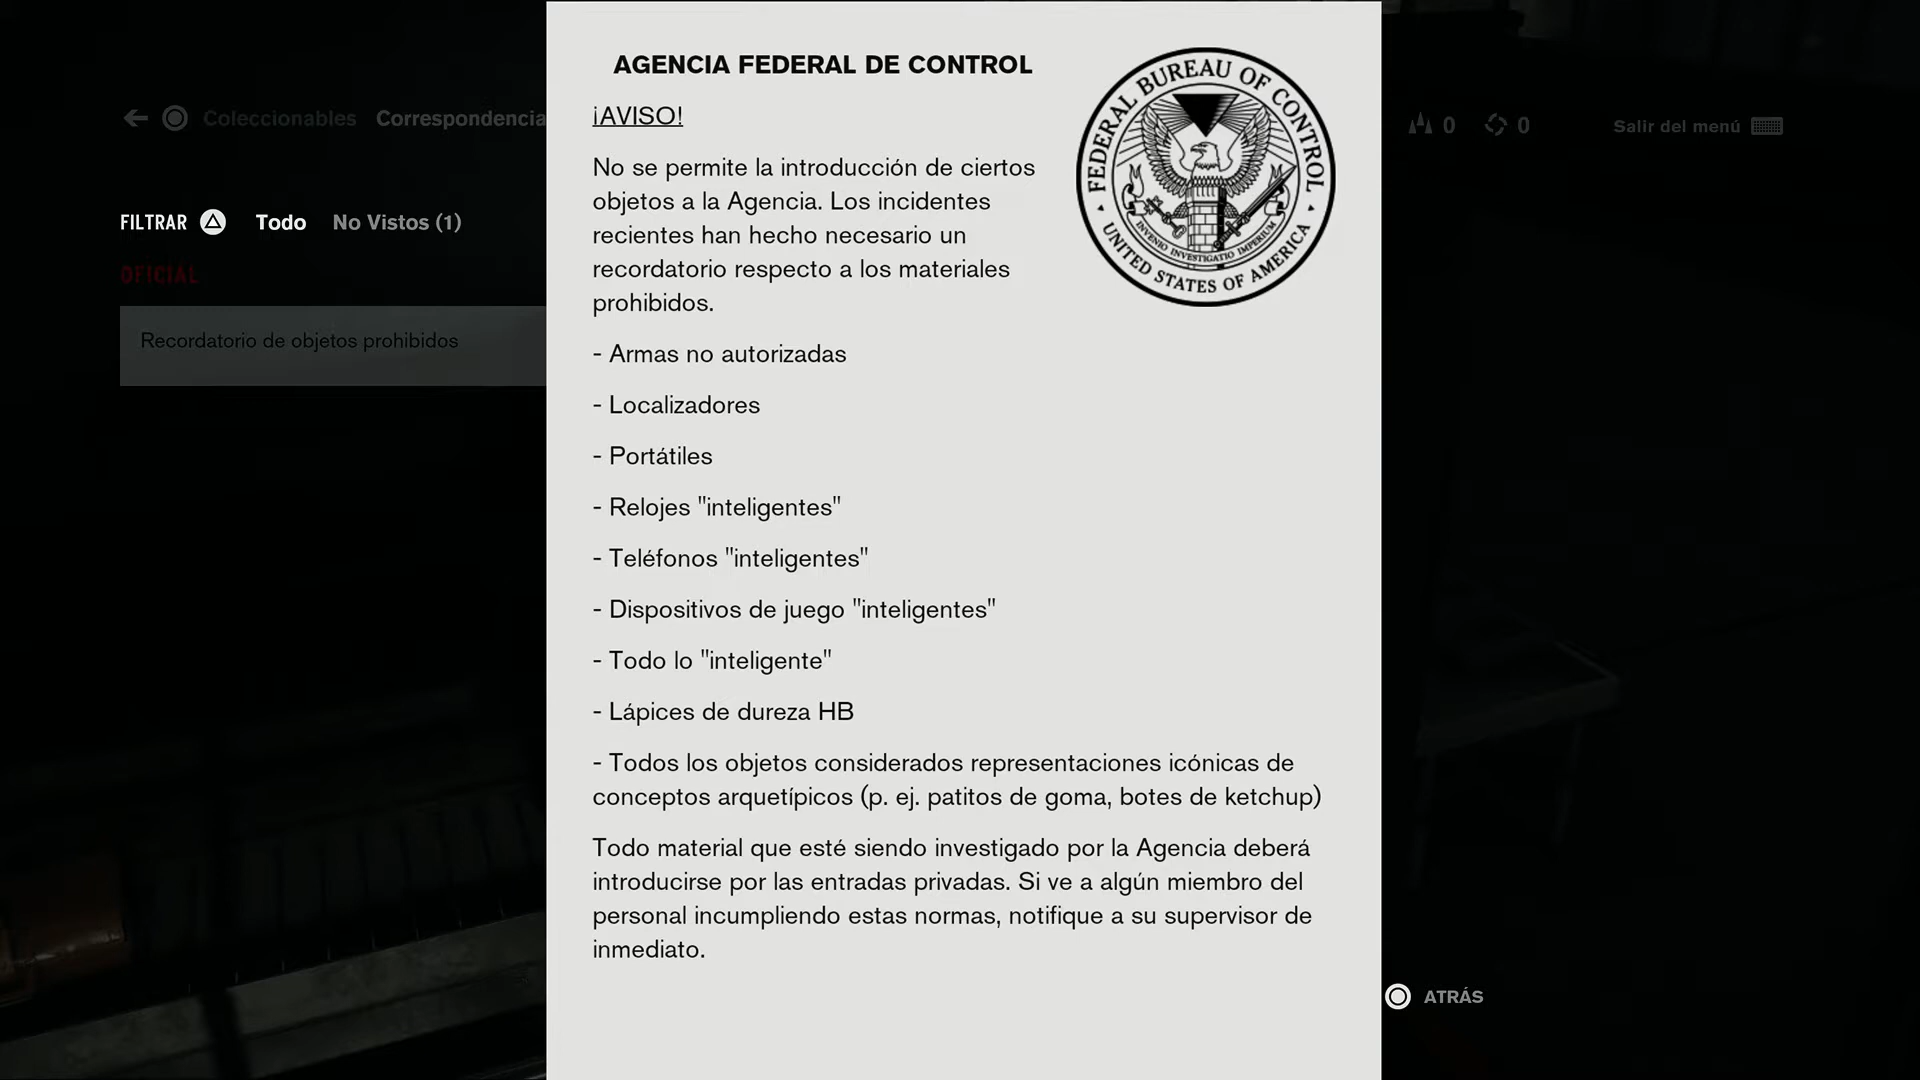 AGENCIA FEDERAL DE CONTROL
¡AVISO!
No se permite la introducción de ciertos
objetos a la Agencia. Los incidentes
recientes han hecho necesario un
recordatorio respecto a los materiales
prohibidos.
- Armas no autorizadas
- Localizadores
- Portátiles
- Relojes "inteligentes"
- Teléfonos "inteligentes"
- Dispositivos de juego "inteligentes"
- Todo lo "inteligente"
- Lápices de dureza HB
- Todos los objetos considerados representaciones icónicas de
conceptos arquetípicos (p. ej. patitos de goma, botes de ketchup)
Todo material que esté siendo investigado por la Agencia deberá
introducirse por las entradas privadas. Si ve a algún miembro del
personal incumpliendo estas normas, notifique a su supervisor de
inmediato.
FEDERAL BUREAU OF CONTROL
INVENIO INVESTIGATIO IMPERIUM
UNITED STATES OF AMERICA
Coleccionables Correspondencia
0 0 Salir del menú
FILTRAR Todo No Vistos (1)
OFICIAL
Recordatorio de objetos prohibidos
ATRÁS